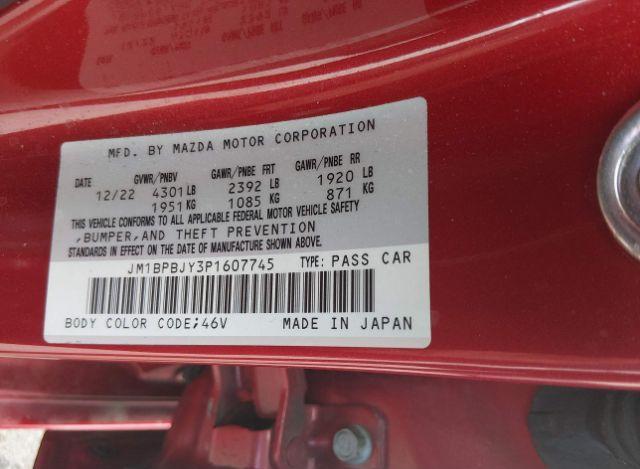 MFD. BY MAZDA MOTOR CORPORATION
DATE GVWR/PNBV GAWR/PNBE FRT GAWR/PNBE RR
12/22 4301 LB 2392 LB 1920 LB
1951 KG 1085 KG 871 KG
THIS VEHICLE CONFORMS TO ALL APPLICABLE FEDERAL MOTOR VEHICLE SAFETY
,BUMPER,AND THEFT PREVENTION
STANDARDS IN EFFECT ON THE DATE OF MANUFACTURE SHOWN ABOVE.
JM1BPBJY3P1607745 TYPE: PASS CAR
BODY COLOR CODE;46V MADE IN JAPAN